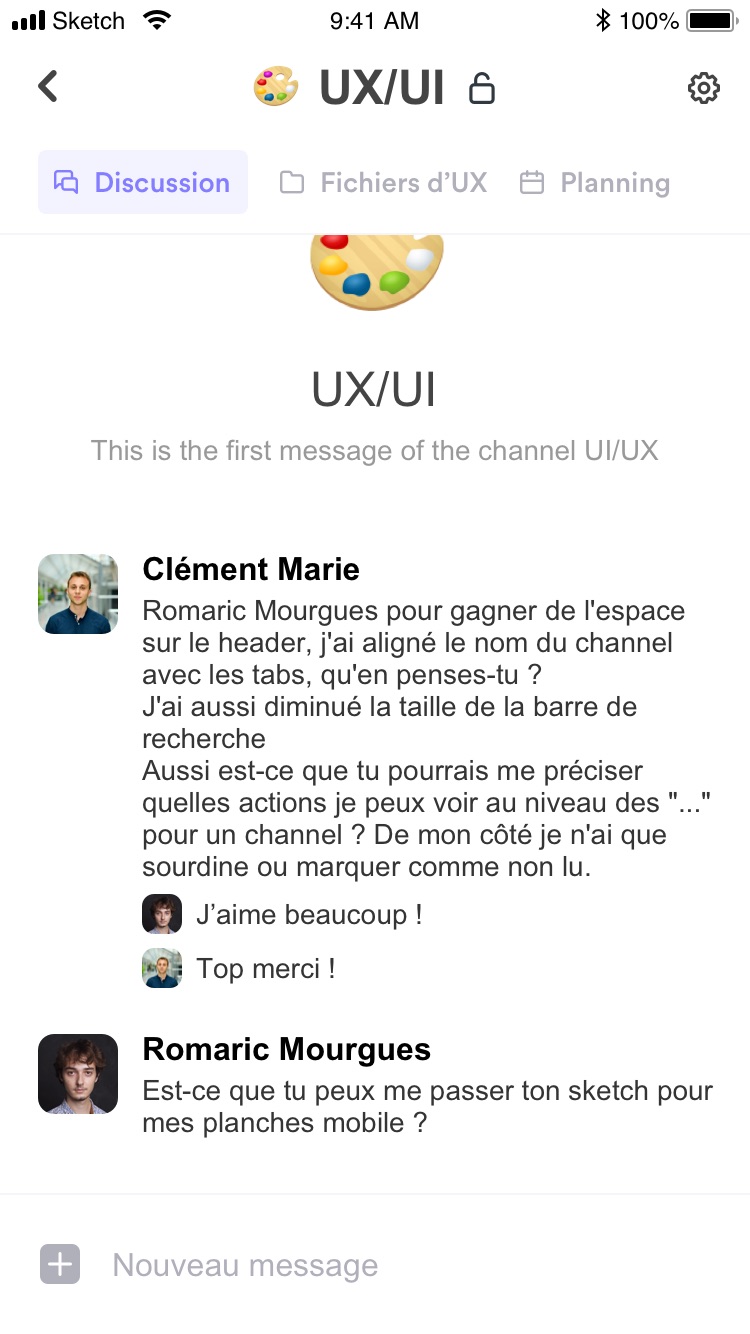 Sketch 9:41 AM 100%
UX/UI
Discussion Fichiers d’UX Planning
UX/UI
This is the first message of the channel UI/UX
Clément Marie
Romaric Mourgues pour gagner de l'espace
sur le header, j'ai aligné le nom du channel
avec les tabs, qu'en penses-tu ?
J'ai aussi diminué la taille de la barre de
recherche
Aussi est-ce que tu pourrais me préciser
quelles actions je peux voir au niveau des "..."
pour un channel ? De mon côté je n'ai que
sourdine ou marquer comme non lu.
J’aime beaucoup !
Top merci !
Romaric Mourgues
Est-ce que tu peux me passer ton sketch pour
mes planches mobile ?
Nouveau message